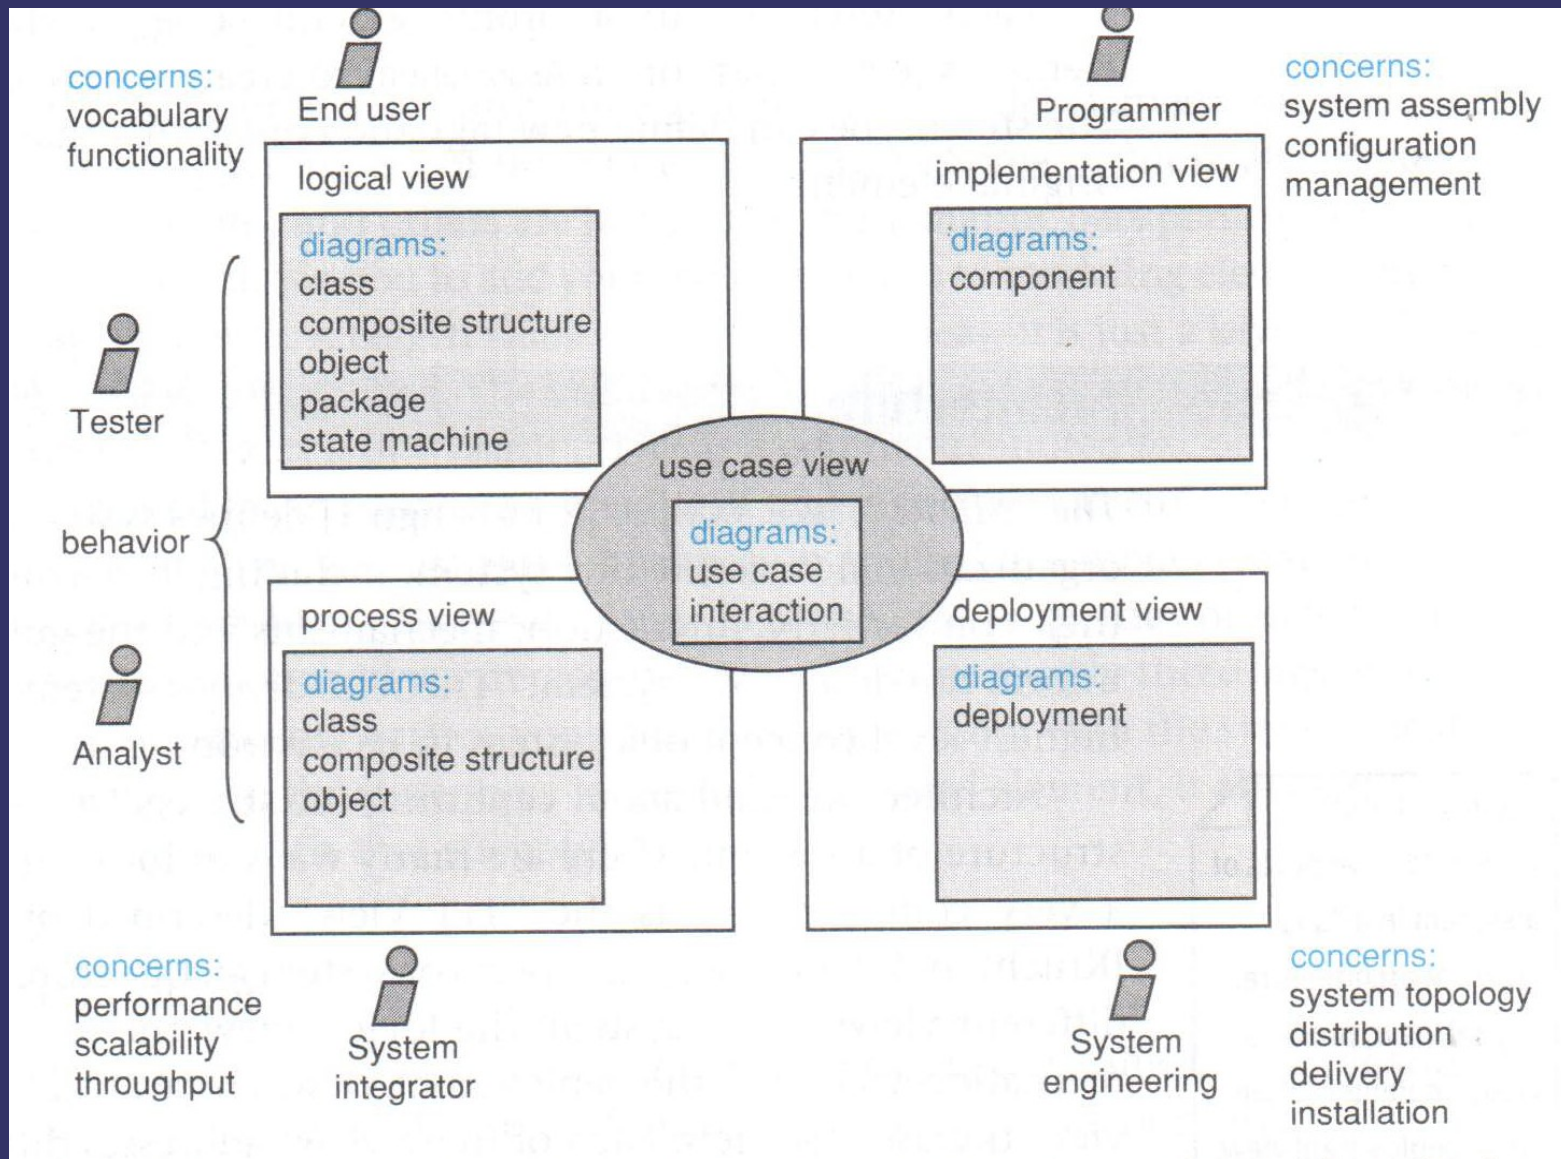 concerns:
vocabulary
functionality
End user
Programmer
concerns:
system assembly
configuration
management
logical view
diagrams:
class
composite structure
object
package
state machine
implementation view
diagrams:
component
Tester
behavior
Analyst
use case view
diagrams:
use case
interaction
process view
diagrams:
class
composite structure
object
deployment view
diagrams:
deployment
concerns:
performance
scalability
throughput
System
integrator
System
engineering
concerns:
system topology
distribution
delivery
installation